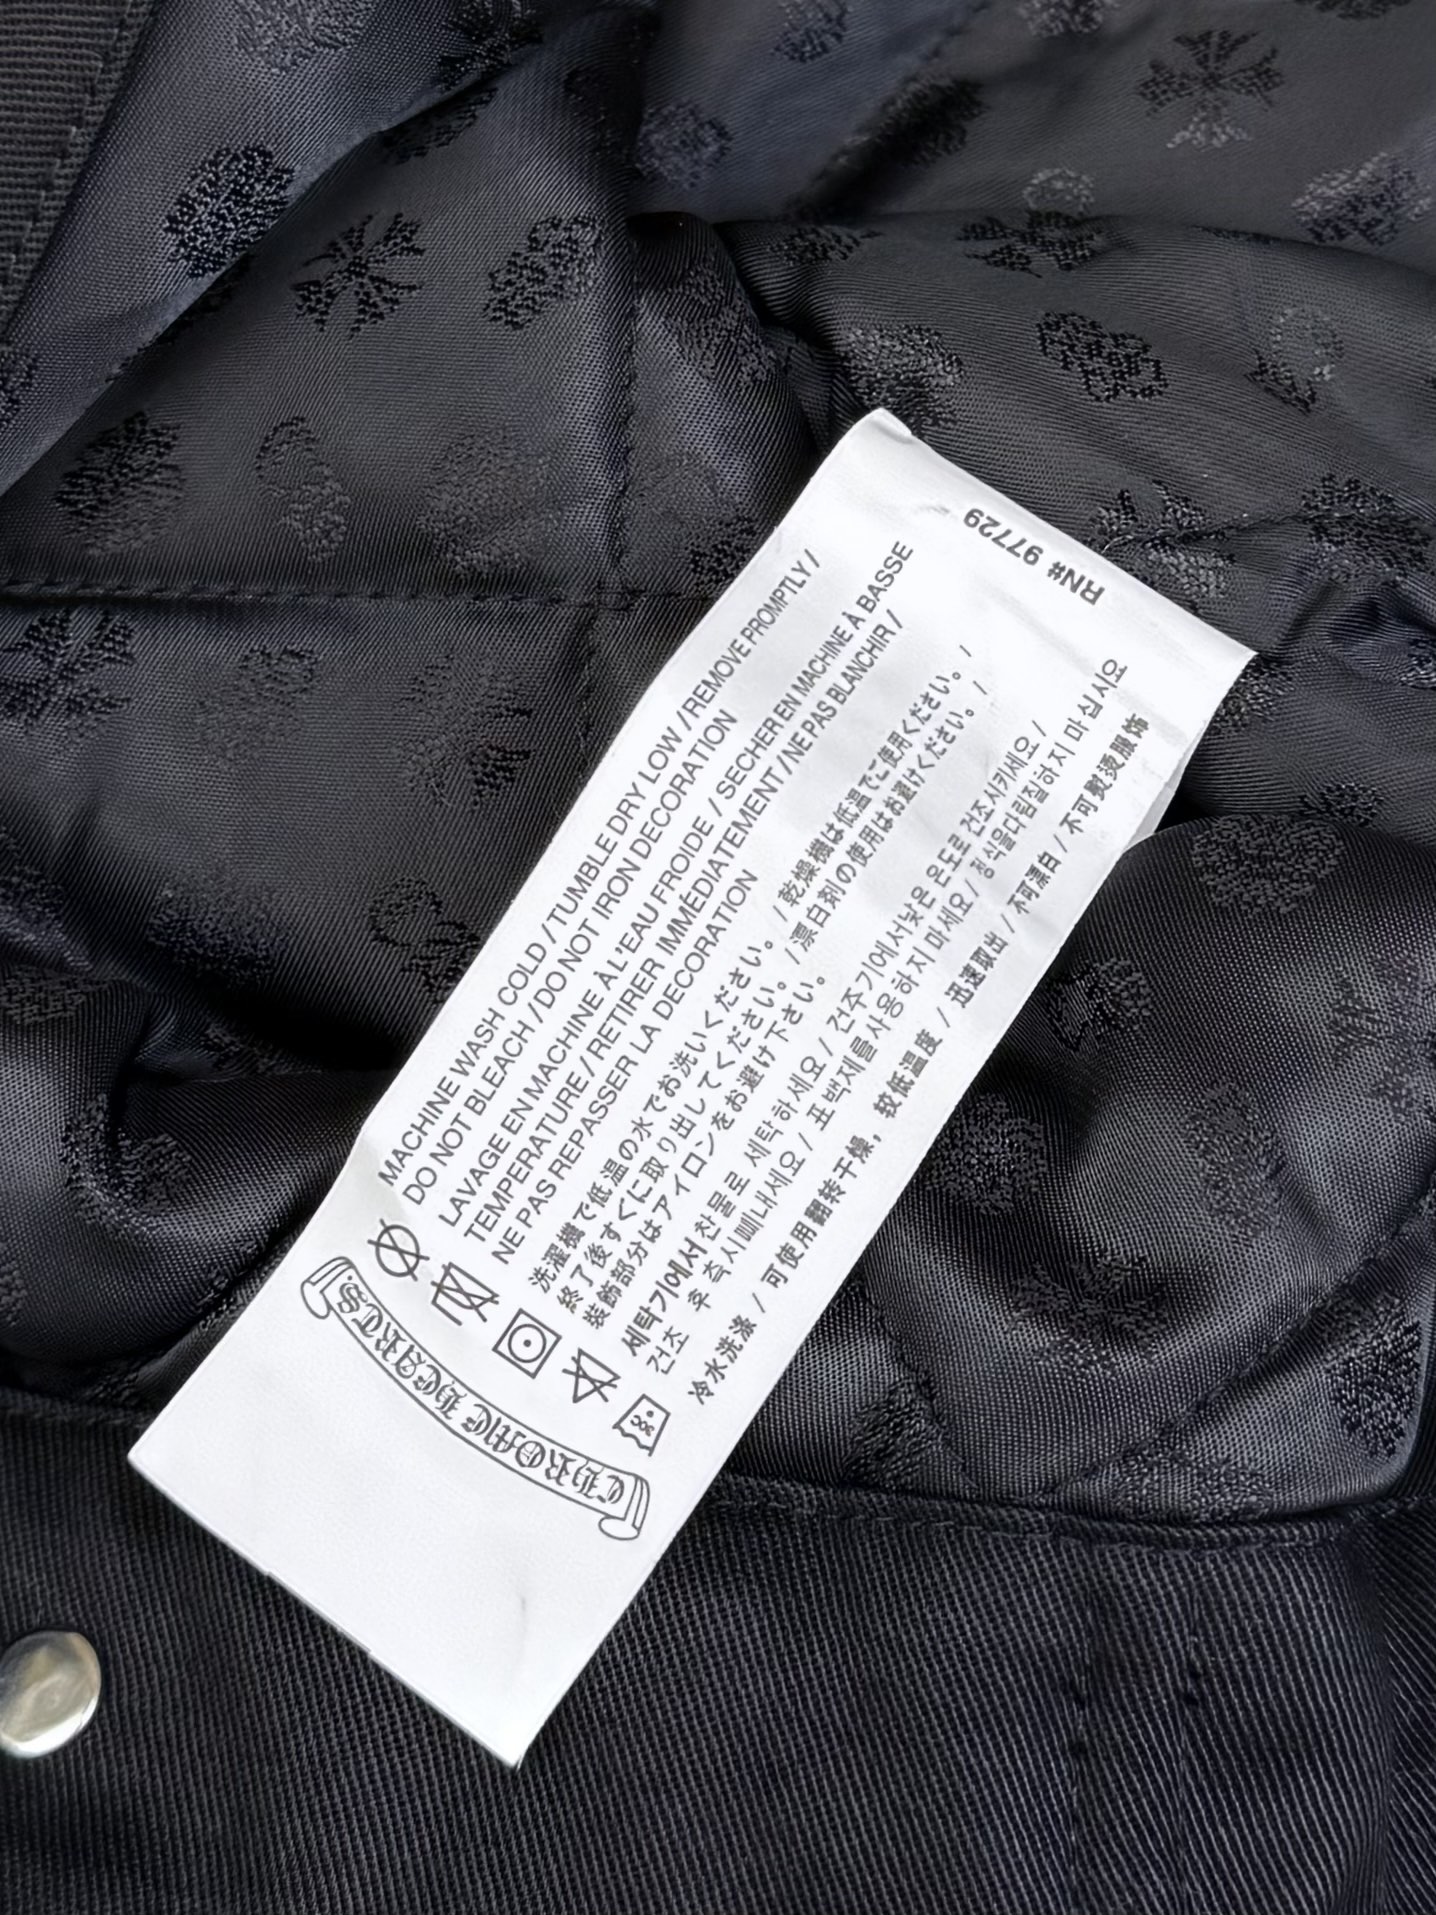 CHROME HEARTS
MACHINE WASH COLD / TUMBLE DRY LOW / REMOVE PROMPTLY /
DO NOT BLEACH / DO NOT IRON DECORATION
LAVAGE EN MACHINE À L'EAU FROIDE / SECHER EN MACHINE À BASSE
TEMPERATURE / RETIRER IMMÉDIATEMENT / NE PAS BLANCHIR /
NE PAS REPASSER LA DECORATION
洗濯機で低温の水でお洗いください。 / 乾燥機は低温でご使用ください。 /
終了後すぐに取り出してください。 / 漂白剤の使用はお避けください。 /
装飾部分はアイロンをお避け下さい。
세탁기에서 찬물로 세탁하세요 / 건주기에서낮은 온도로 건조시키세요 /
건조 후 즉시 꺼내세요 / 표백제를사용하지 마세요 / 장식을다림질하지 마십시요
冷水洗涤 / 可使用翻转干燥，较低温度 / 迅速取出 / 不可漂白 / 不可熨烫服饰
RN# 97729